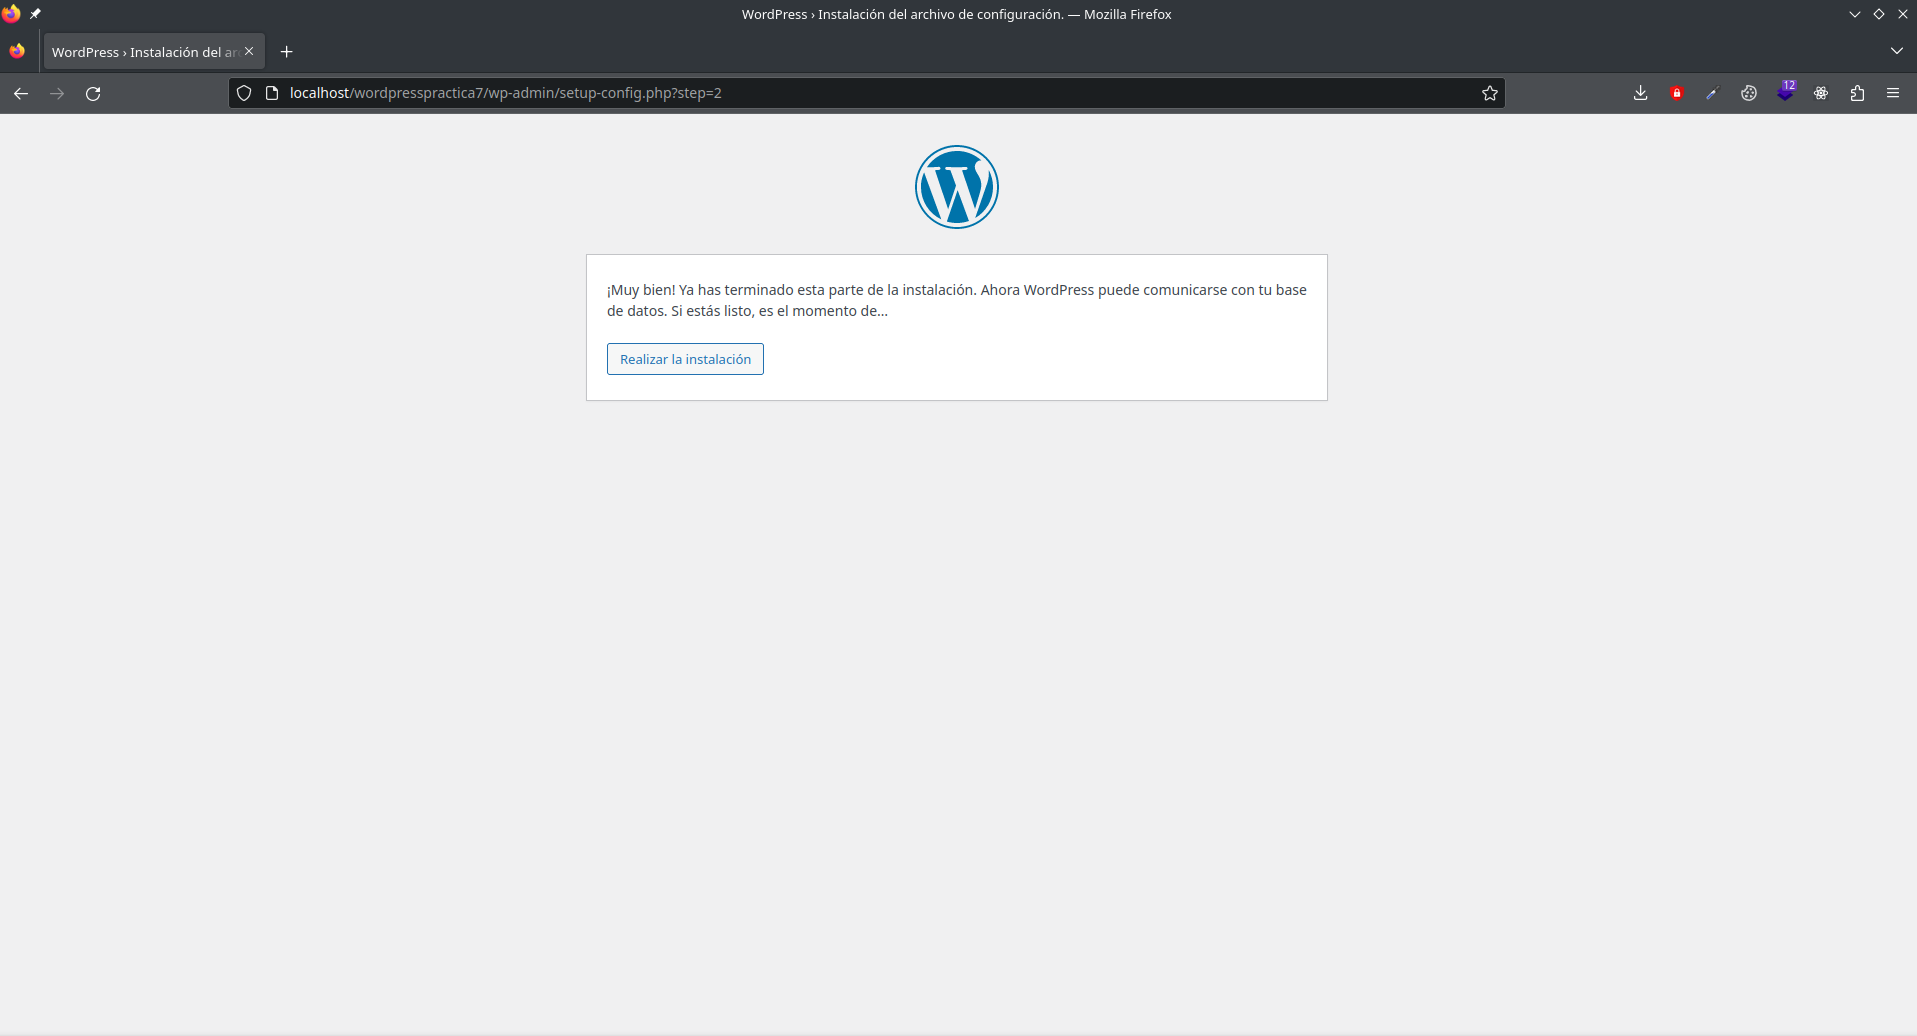 WordPress › Instalación del archivo de configuración. — Mozilla Firefox
WordPress › Instalación del ar
localhost/wordpresspractica7/wp-admin/setup-config.php?step=2
12
¡Muy bien! Ya has terminado esta parte de la instalación. Ahora WordPress puede comunicarse con tu base
de datos. Si estás listo, es el momento de...
Realizar la instalación